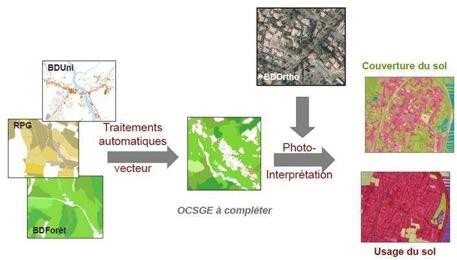 BDUni
RPG
BDForêt
Traitements
automatiques
vecteur
OCSGE à compléter
BDOrtho
Photo-
Interprétation
Couverture du sol
Usage du sol